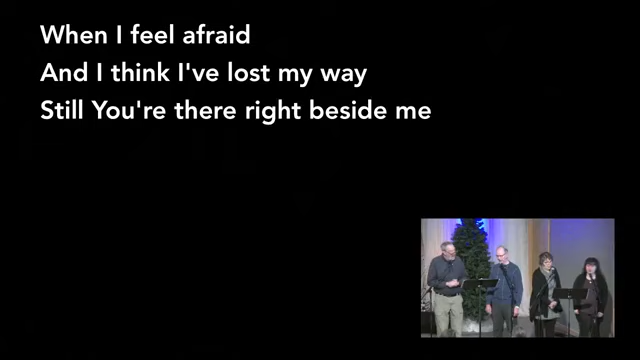 When I feel afraid
And I think I've lost my way
Still You're there right beside me